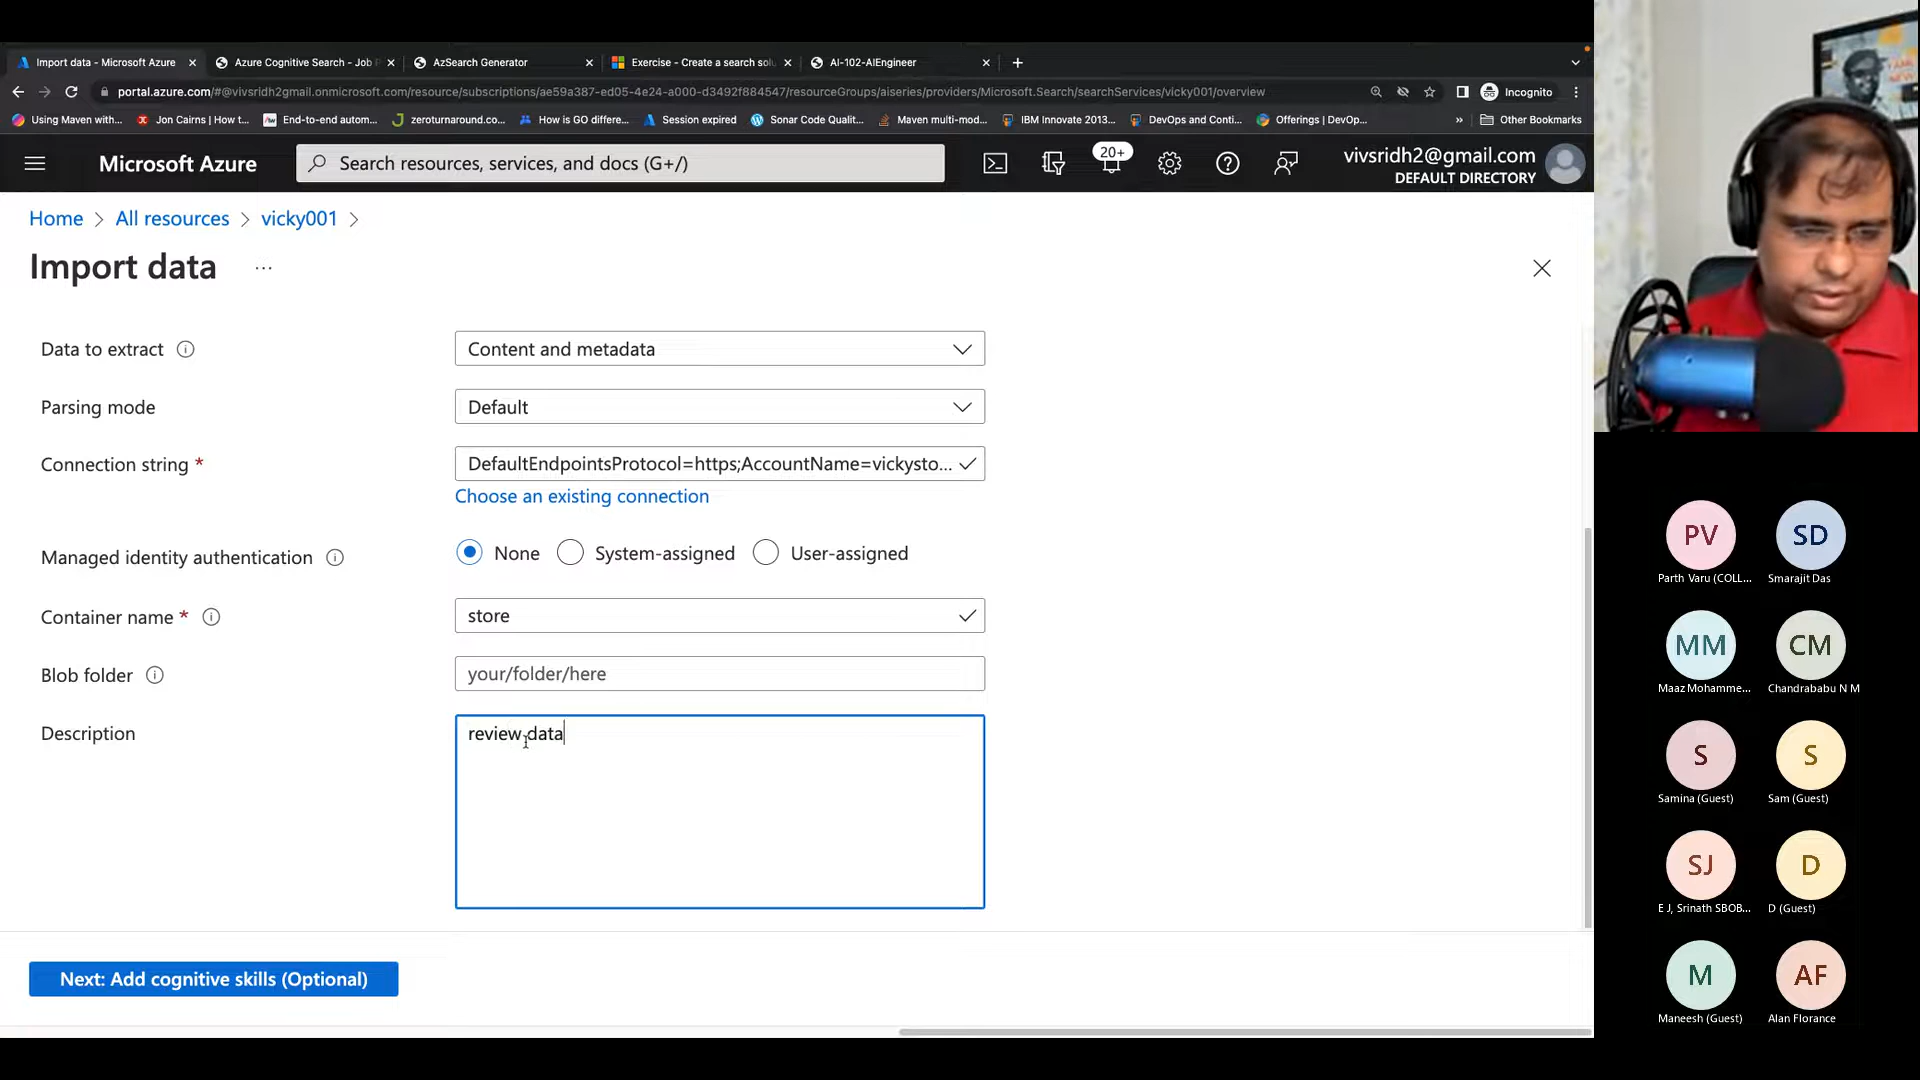 Import data - Microsoft Azure
Azure Cognitive Search - Job P
AzSearch Generator
Exercise - Create a search solu
AI-102-AIEngineer
portal.azure.com/#@vivsridh2gmail.onmicrosoft.com/resource/subscriptions/ae59a387-ed05-4e24-a000-d3492f884547/resourceGroups/aiseries/providers/Microsoft.Search/searchServices/vicky001/overview
Incognito
Using Maven with...
Jon Cairns | How t...
End-to-end autom...
zeroturnaround.co...
How is GO differe...
Session expired
Sonar Code Qualit...
Maven multi-mod...
IBM Innovate 2013...
DevOps and Conti...
Offerings | DevOp...
»
Other Bookmarks
Microsoft Azure
Search resources, services, and docs (G+/)
20+
vivsridh2@gmail.com
DEFAULT DIRECTORY
Home > All resources > vicky001 >
Import data ...
Data to extract
Content and metadata
Parsing mode
Default
Connection string *
DefaultEndpointsProtocol=https;AccountName=vickysto...
Choose an existing connection
Managed identity authentication
None
System-assigned
User-assigned
Container name *
store
Blob folder
your/folder/here
Description
review data
Next: Add cognitive skills (Optional)
PV
Parth Varu (COLL...
SD
Smarajit Das
MM
Maaz Mohamme...
CM
Chandrababu N M
S
Samina (Guest)
S
Sam (Guest)
SJ
E J, Srinath SBOB...
D
D (Guest)
M
Maneesh (Guest)
AF
Alan Florance